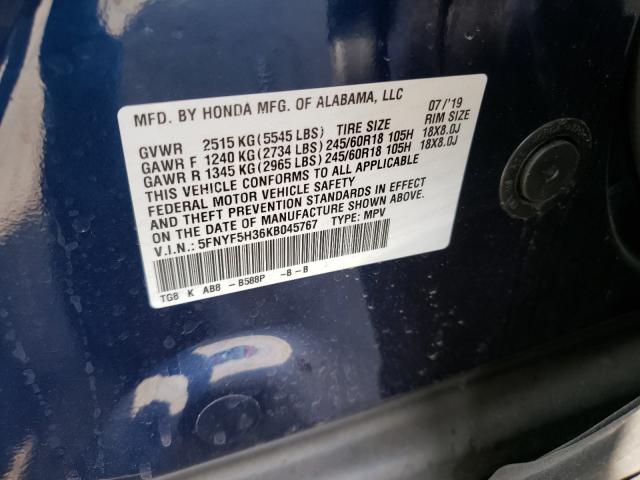 MFD. BY HONDA MFG. OF ALABAMA, LLC 07/'19
GVWR 2515 KG (5545 LBS) TIRE SIZE RIM SIZE
GAWR F 1240 KG (2734 LBS) 245/60R18 105H 18X8.0J
GAWR R 1345 KG (2965 LBS) 245/60R18 105H 18X8.0J
THIS VEHICLE CONFORMS TO ALL APPLICABLE
FEDERAL MOTOR VEHICLE SAFETY
AND THEFT PREVENTION STANDARDS IN EFFECT
ON THE DATE OF MANUFACTURE SHOWN ABOVE.
V.I.N.: 5FNYF5H36KB045767 TYPE: MPV
TG8 K AB8 - B588P -B-B